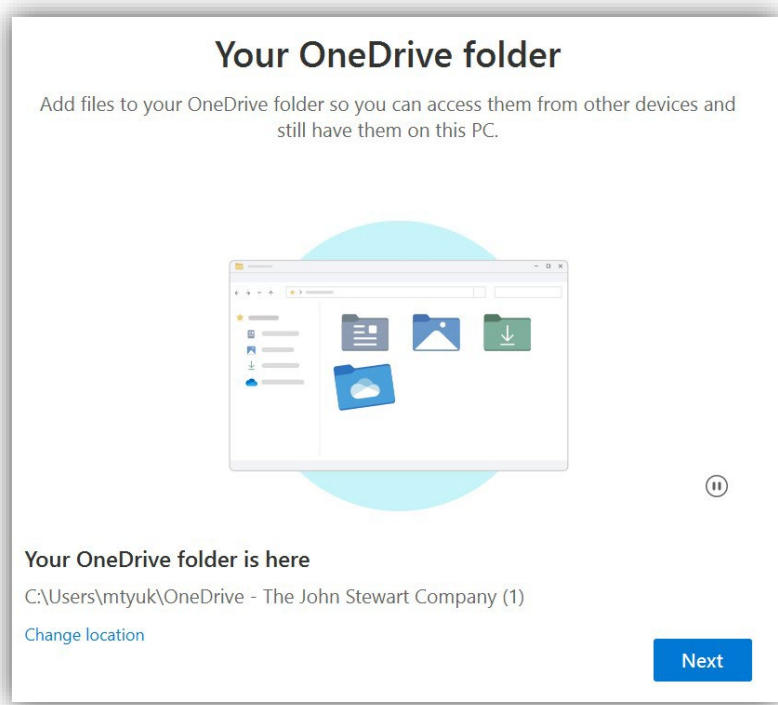 Your OneDrive folder
Add files to your OneDrive folder so you can access them from other devices and
still have them on this PC.
Your OneDrive folder is here
C:\Users\mtyuk\OneDrive - The John Stewart Company (1)
Change location
Next